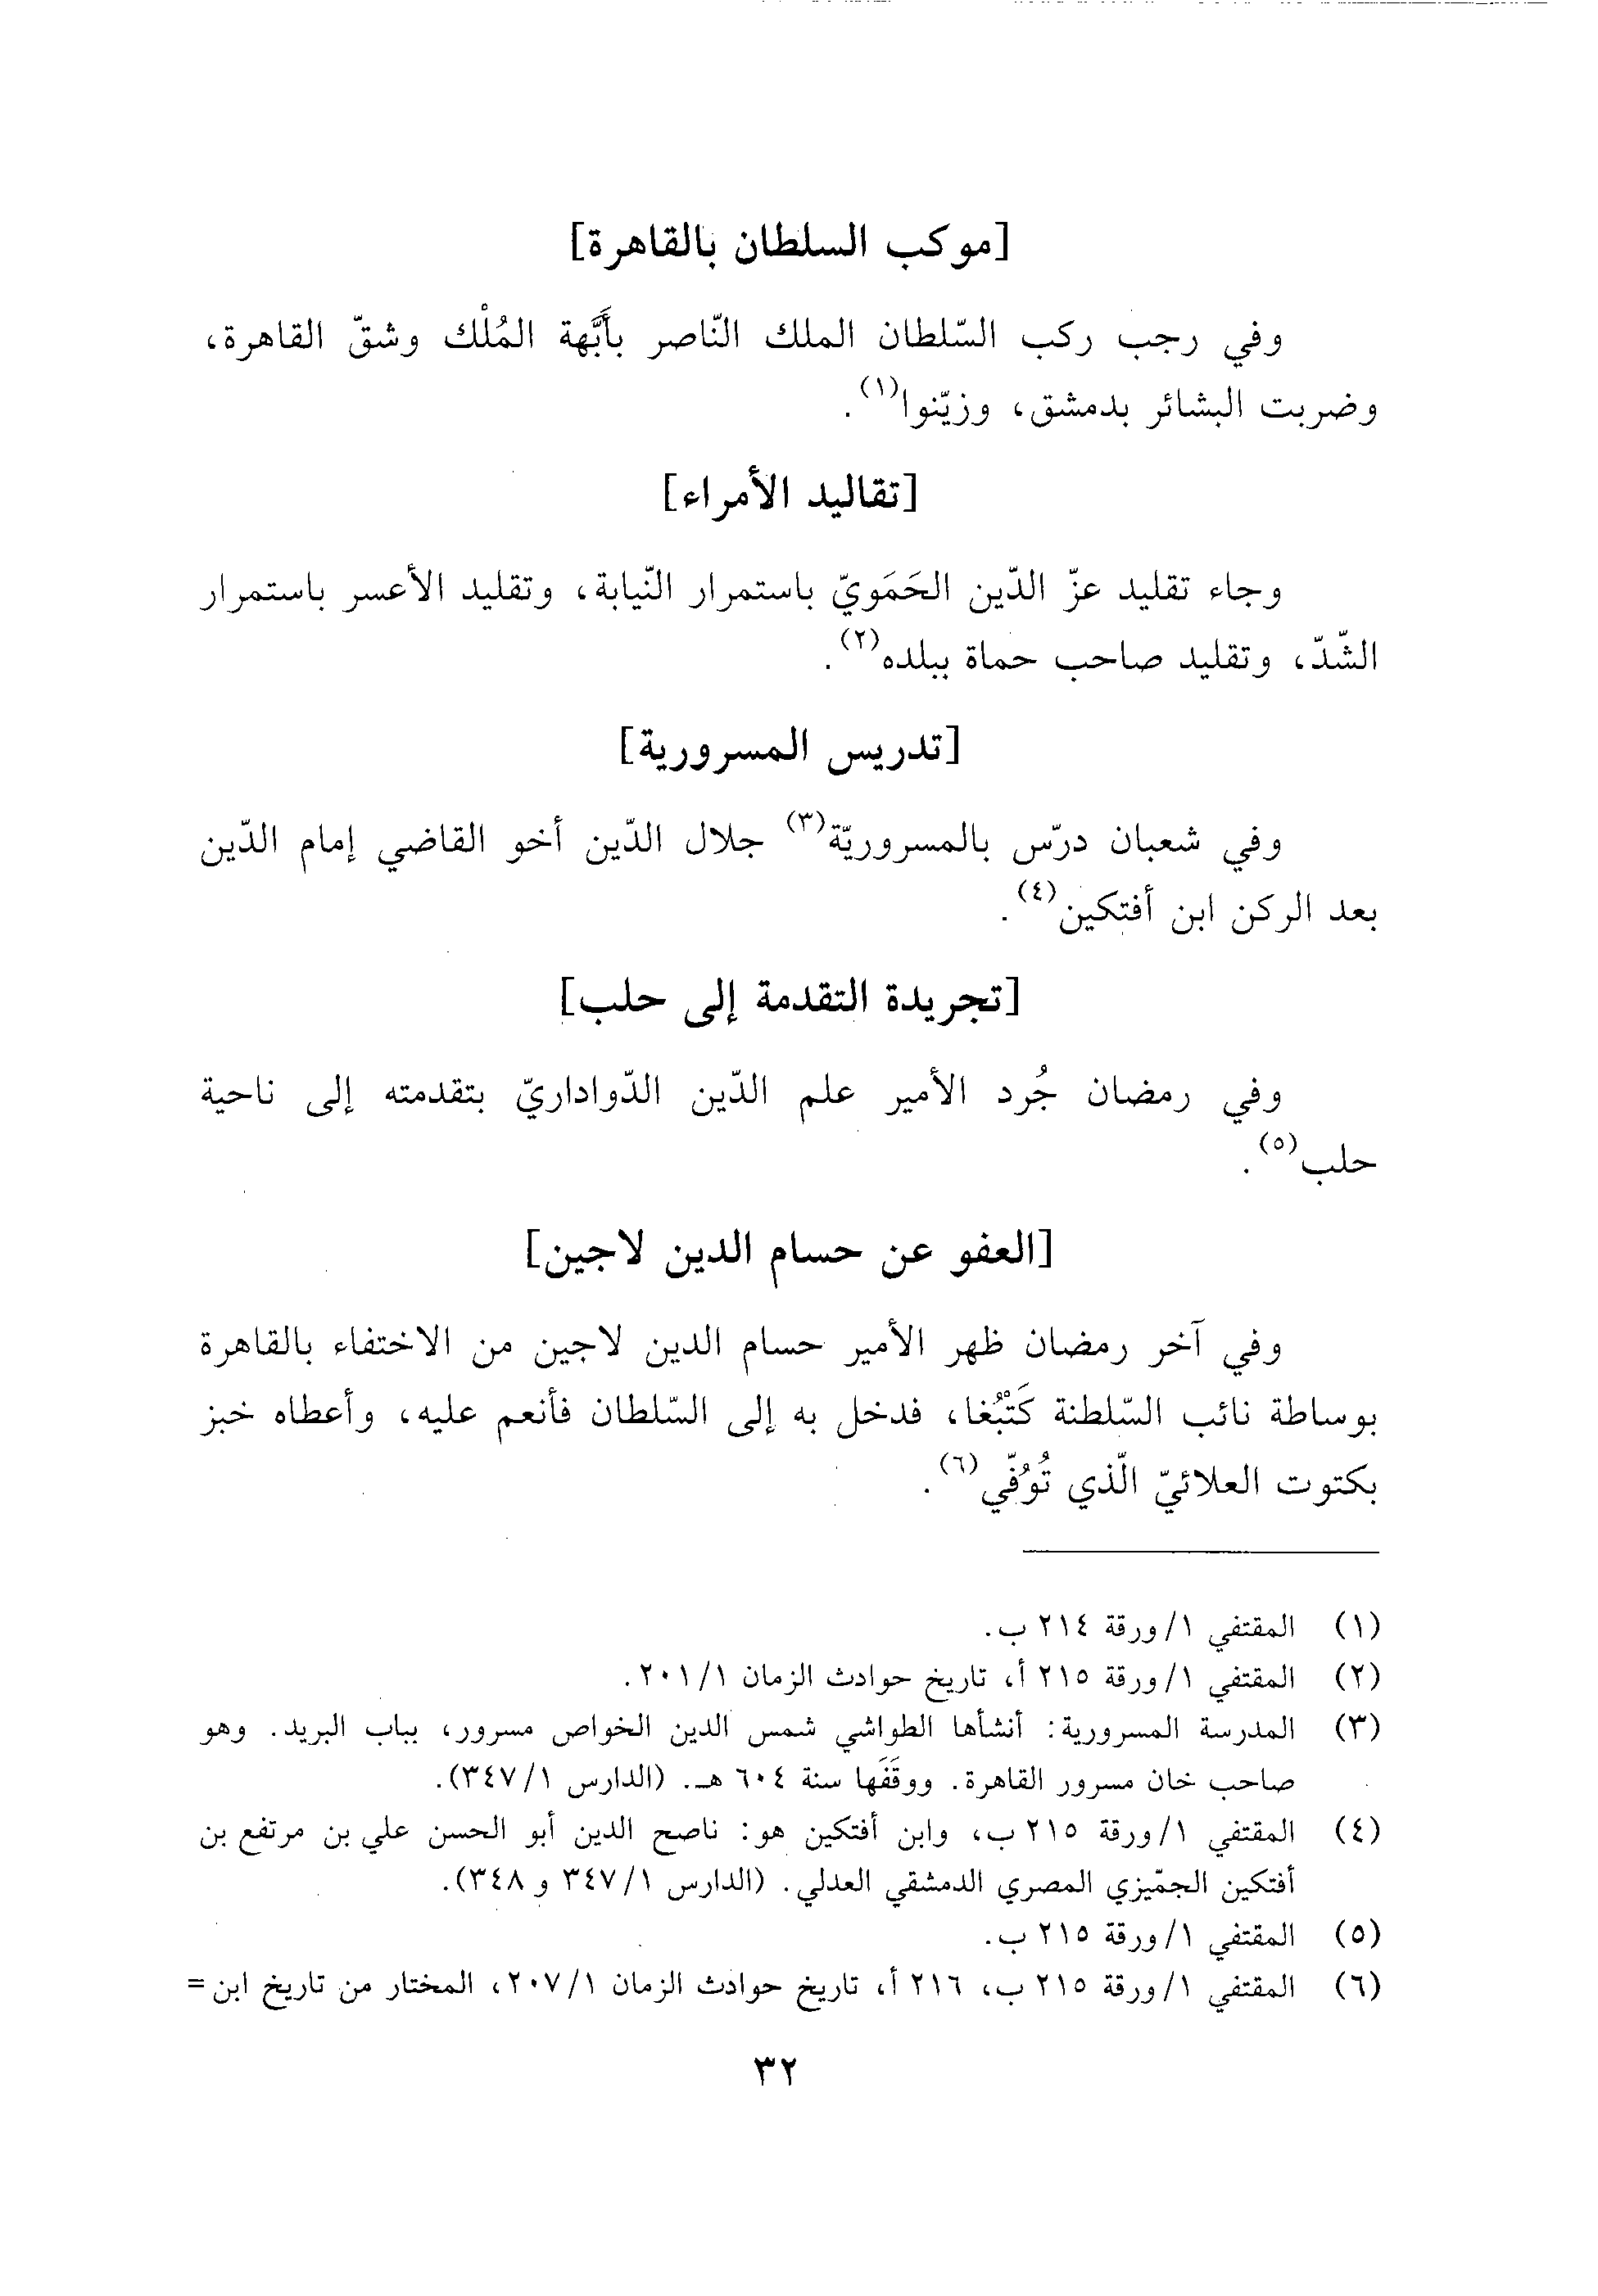 [موكب السلطان بالقاهرة]
وفي رجب ركب السّلطان الملك النّاصر بأَبَّهة المُلْك وشقّ القاهرة،
وضربت البشائر بدمشق، وزيّنوا(١).
[تقاليد الأمراء]
وجاء تقليد عزّ الدّين الحَمَويّ باستمرار النّيابة، وتقليد الأعسر باستمرار
الشّدّ، وتقليد صاحب حماة ببلده(٢).
[تدريس المسرورية]
وفي شعبان درّس بالمسروريّة(٣) جلال الدّين أخو القاضي إمام الدّين
بعد الركن ابن أفتكين(٤).
[تجريدة التقدمة إلى حلب]
وفي رمضان جُرد الأمير علم الدّين الدّواداريّ بتقدمته إلى ناحية
حلب(٥).
[العفو عن حسام الدين لاجين]
وفي آخر رمضان ظهر الأمير حسام الدين لاجين من الاختفاء بالقاهرة
بوساطة نائب السّلطنة كَتْبُغا، فدخل به إلى السّلطان فأنعم عليه، وأعطاه خبز
بكتوت العلائيّ الّذي تُوُفّي(٦).
(١) المقتفي ١/ورقة ٢١٤ ب.
(٢) المقتفي ١/ورقة ٢١٥ أ، تاريخ حوادث الزمان ٢٠١/١.
(٣) المدرسة المسرورية: أنشأها الطواشي شمس الدين الخواص مسرور، بباب البريد. وهو
صاحب خان مسرور القاهرة. ووقَفَها سنة ٦٠٤ هـ. (الدارس ٣٤٧/١).
(٤) المقتفي ١/ورقة ٢١٥ ب، وابن أفتكين هو: ناصح الدين أبو الحسن علي بن مرتفع بن
أفتكين الجمّيزي المصري الدمشقي العدلي. (الدارس ٣٤٧/١ و ٣٤٨).
(٥) المقتفي ١/ورقة ٢١٥ ب.
(٦) المقتفي ١/ورقة ٢١٥ ب، ٢١٦ أ، تاريخ حوادث الزمان ٢٠٧/١، المختار من تاريخ ابن =
٣٢